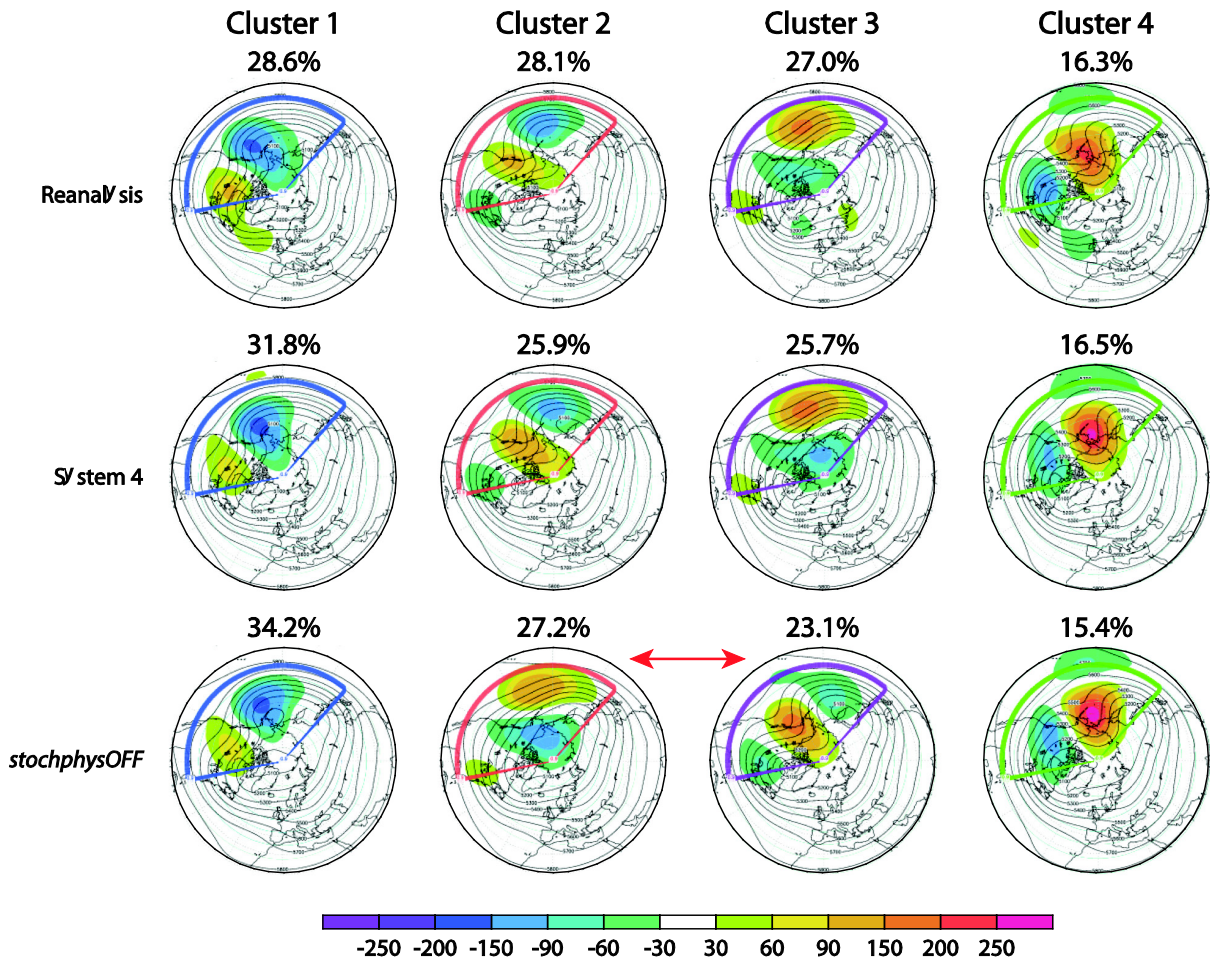 Cluster 1 Cluster 2 Cluster 3 Cluster 4
28.6% 28.1% 27.0% 16.3%
Reanalysis
31.8% 25.9% 25.7% 16.5%
System 4
34.2% 27.2% 23.1% 15.4%
stochphysOFF
-250 -200 -150 -90 -60 -30 30 60 90 150 200 250